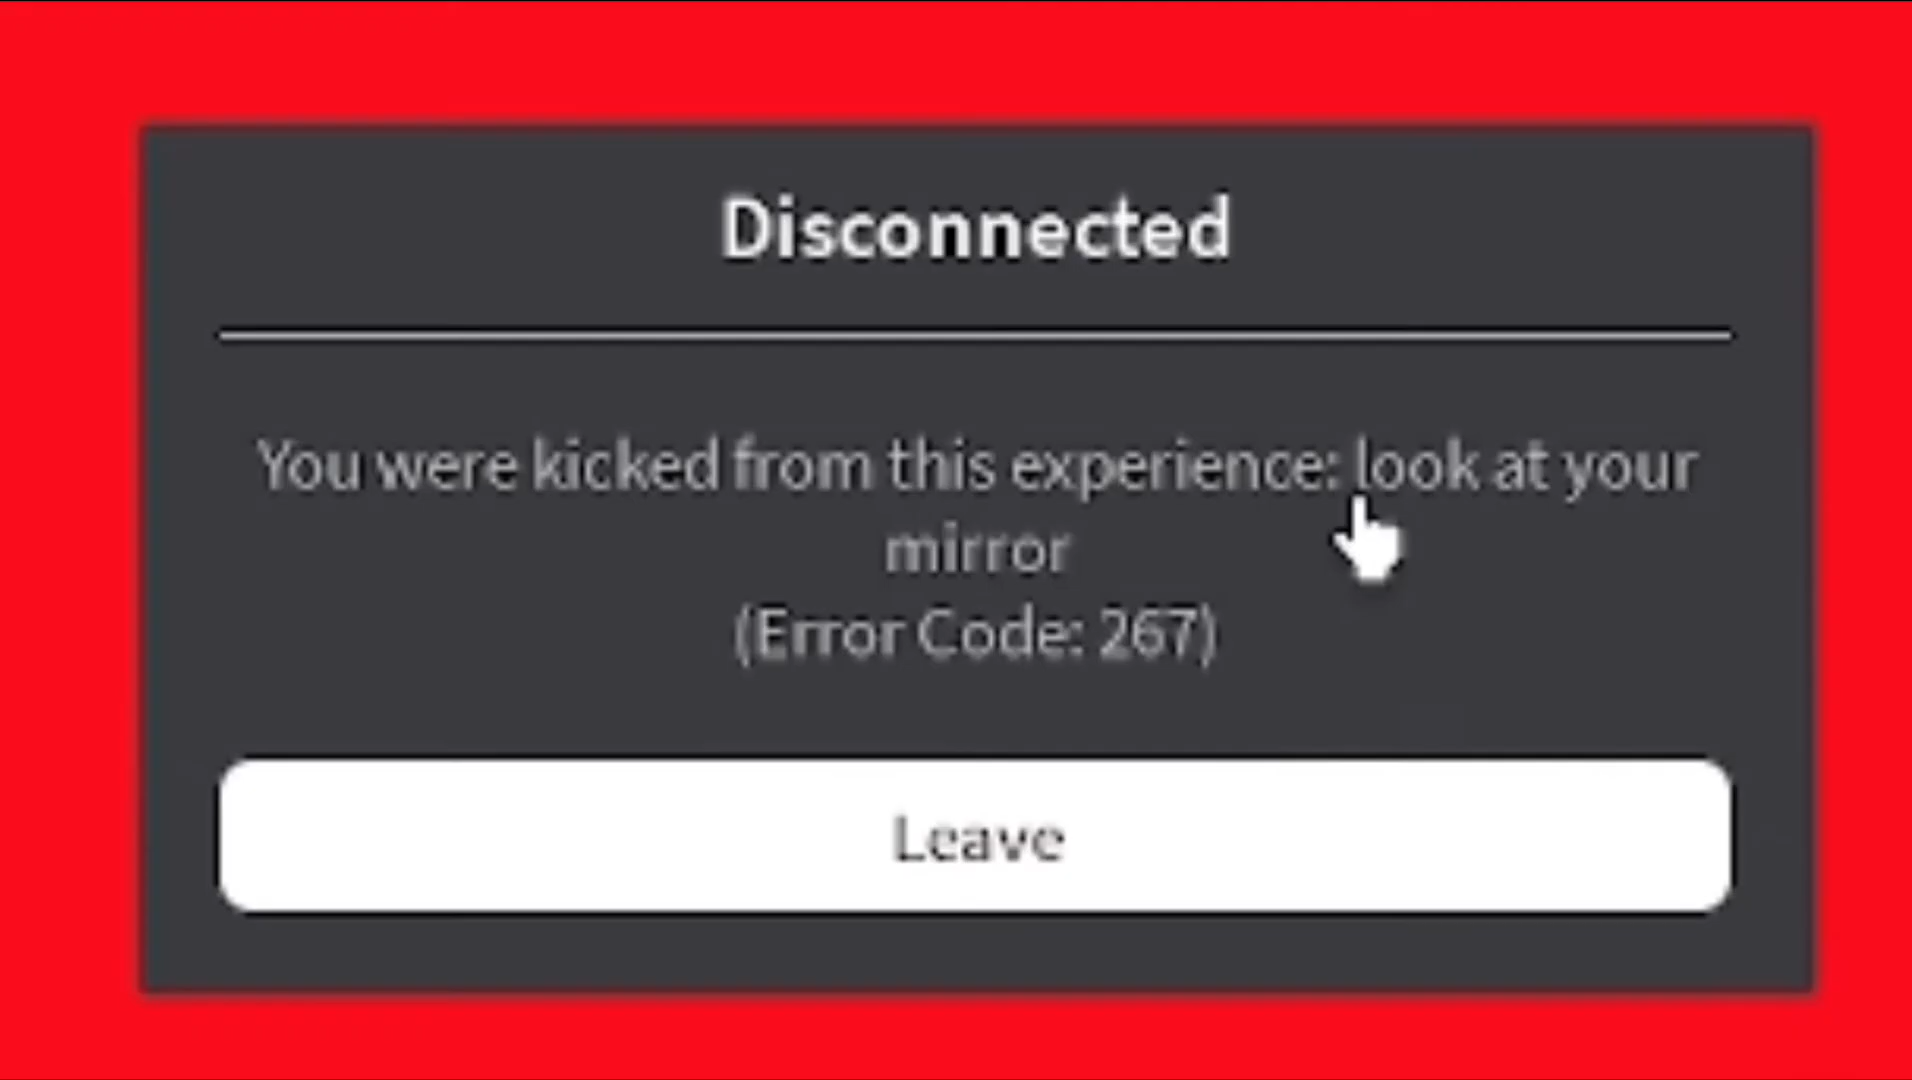 Disconnected
You were kicked from this experience: look at your
mirror
(Error Code: 267)
Leave